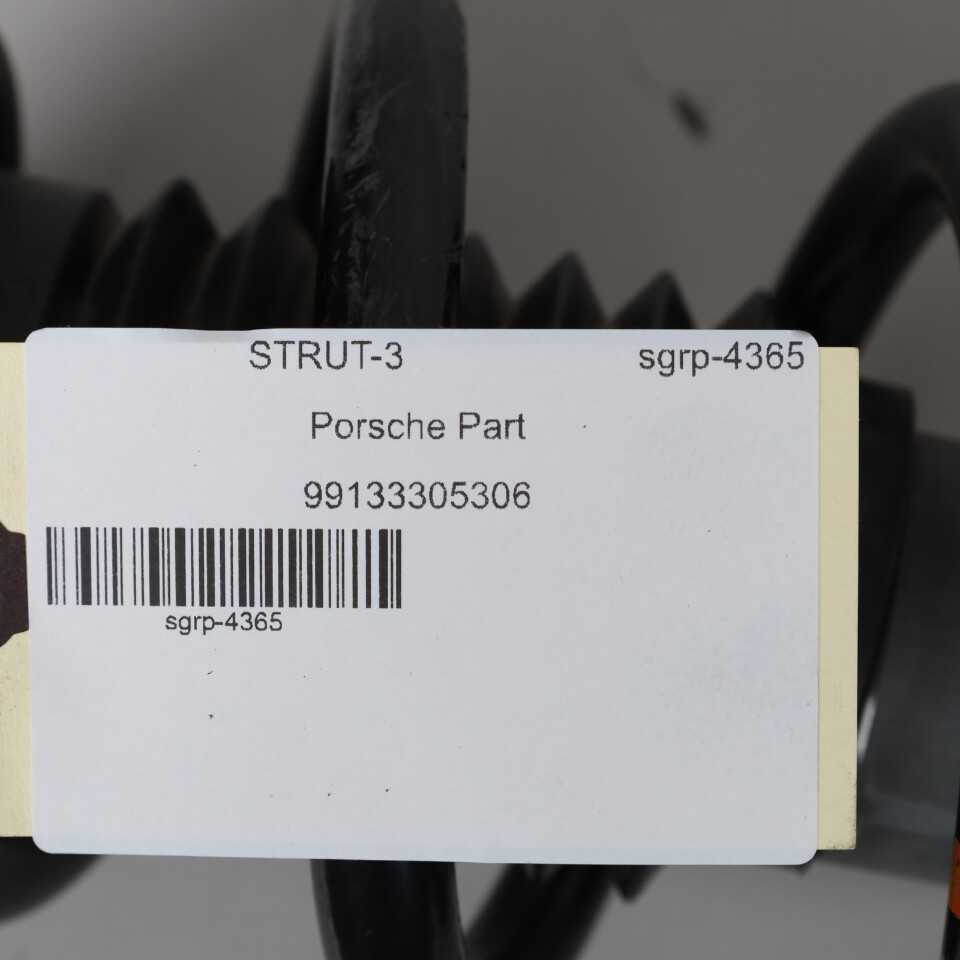 STRUT-3 sgrp-4365
Porsche Part
99133305306
sgrp-4365